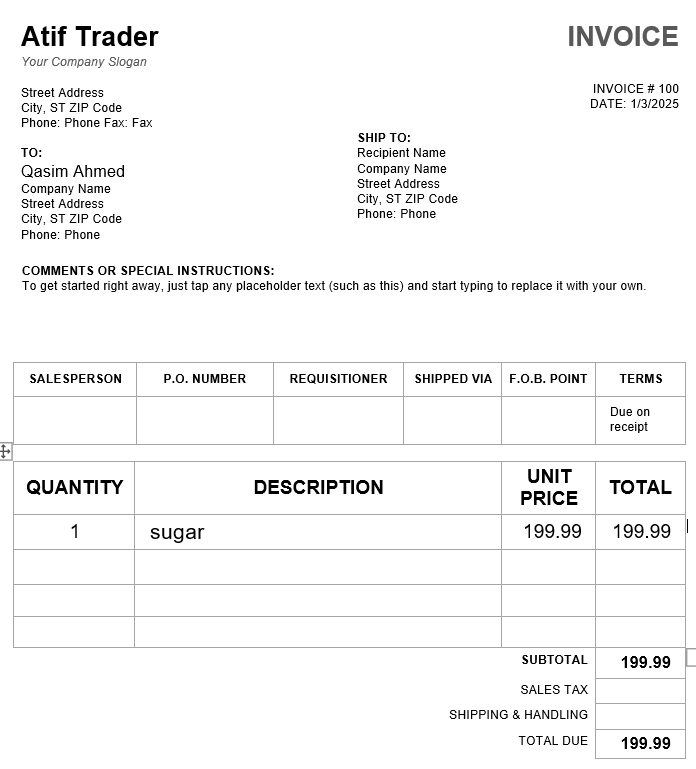 Atif Trader
INVOICE
Your Company Slogan
Street Address
City, ST ZIP Code
Phone: Phone Fax: Fax
INVOICE # 100
DATE: 1/3/2025
TO:
Qasim Ahmed
Company Name
Street Address
City, ST ZIP Code
Phone: Phone
SHIP TO:
Recipient Name
Company Name
Street Address
City, ST ZIP Code
Phone: Phone
COMMENTS OR SPECIAL INSTRUCTIONS:
To get started right away, just tap any placeholder text (such as this) and start typing to replace it with your own.
SALESPERSON P.O. NUMBER REQUISITIONER SHIPPED VIA F.O.B. POINT TERMS
Due on
receipt
QUANTITY DESCRIPTION UNIT PRICE TOTAL
1 sugar 199.99 199.99
SUBTOTAL 199.99
SALES TAX
SHIPPING & HANDLING
TOTAL DUE 199.99